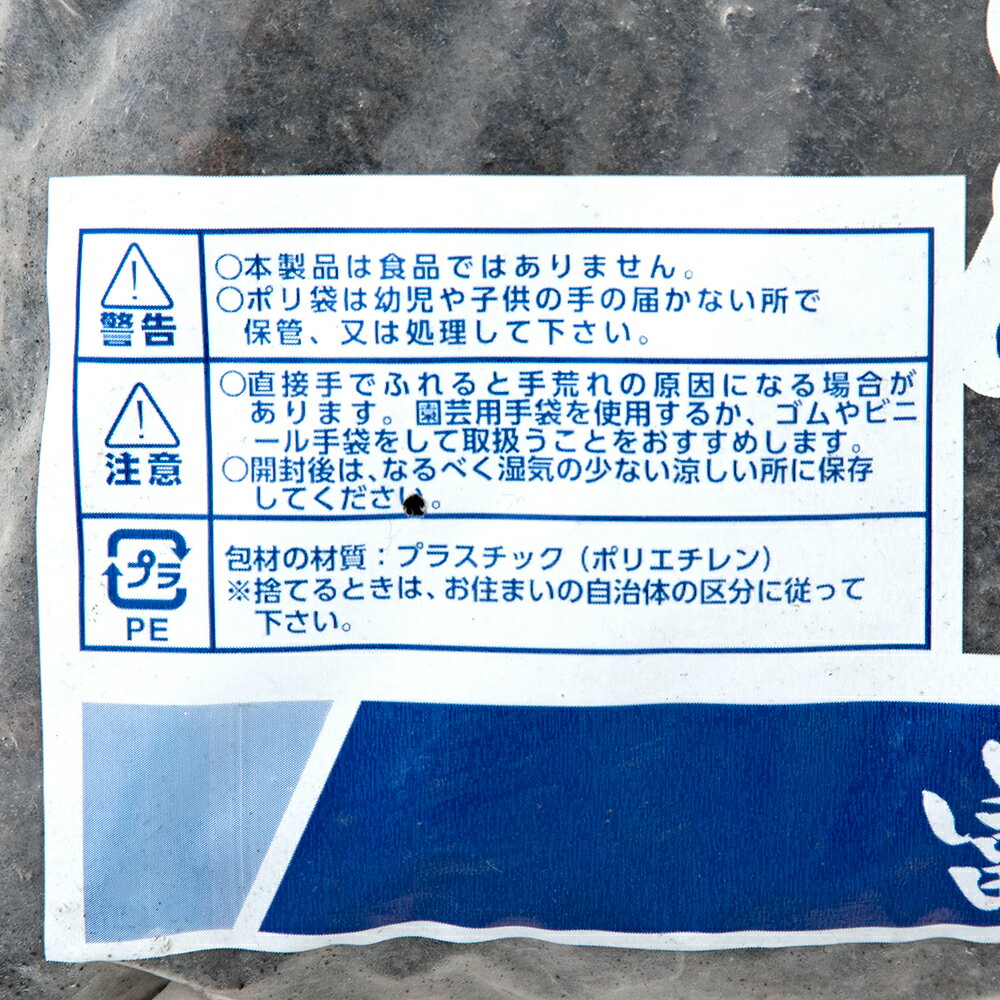 警告
○本製品は食品ではありません。
○ポリ袋は幼児や子供の手の届かない所で
保管、又は処理して下さい。
注意
○直接手でふれると手荒れの原因になる場合が
あります。園芸用手袋を使用するか、ゴムやビニ
ール手袋をして取扱うことをおすすめします。
○開封後は、なるべく湿気の少ない涼しい所に保存
してください。
プラ
PE
包材の材質：プラスチック（ポリエチレン）
※捨てるときは、お住まいの自治体の区分に従って
下さい。